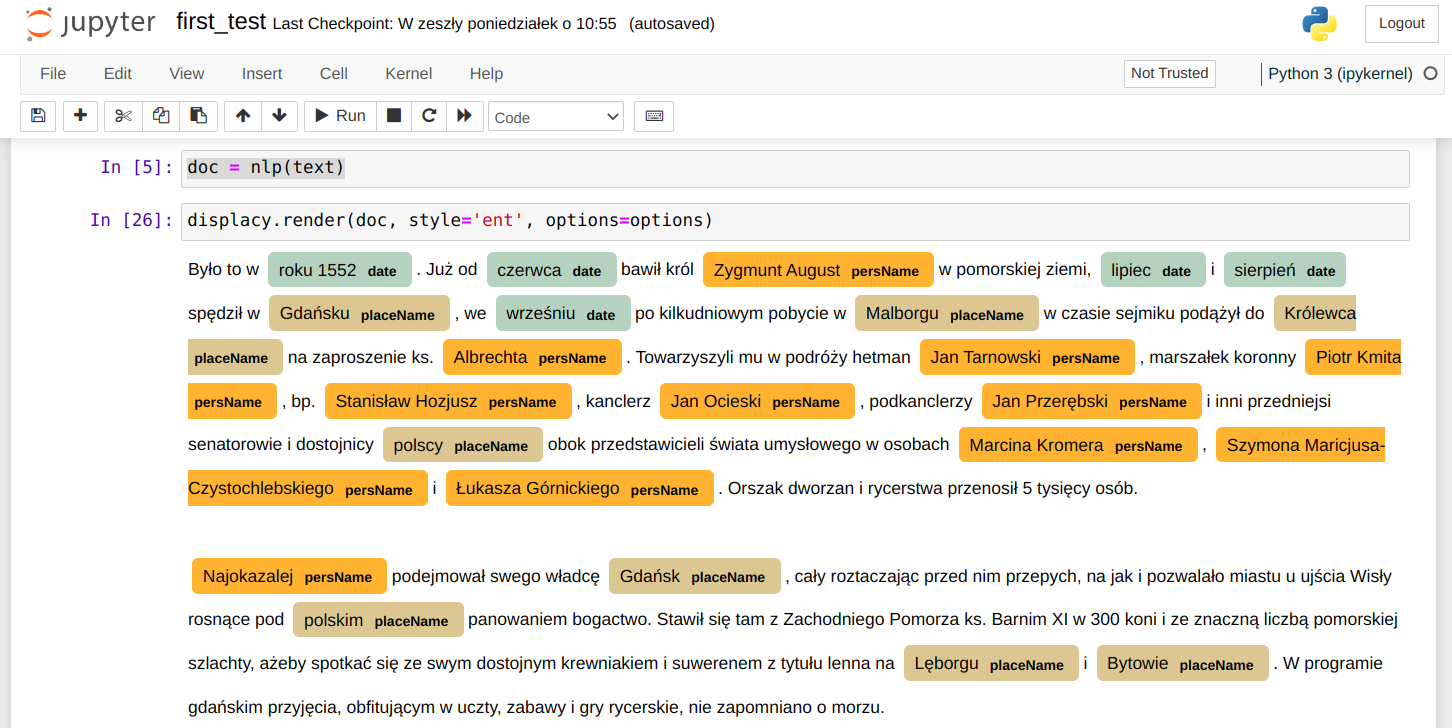 jupyter first_test Last Checkpoint: W zeszły poniedziałek o 10:55 (autosaved) Logout
File Edit View Insert Cell Kernel Help Not Trusted Python 3 (ipykernel)
Run Code
In [5]: doc = nlp(text)
In [26]: displacy.render(doc, style='ent', options=options)
Było to w roku 1552 date . Już od czerwca date bawił król Zygmunt August persName w pomorskiej ziemi, lipiec date i sierpień date
spędził w Gdańsku placeName , we wrześniu date po kilkudniowym pobycie w Malborgu placeName w czasie sejmiku podążył do Królewca
placeName na zaproszenie ks. Albrechta persName . Towarzyszyli mu w podróży hetman Jan Tarnowski persName , marszałek koronny Piotr Kmita
persName , bp. Stanisław Hozjusz persName , kanclerz Jan Ocieski persName , podkanclerzy Jan Przerębski persName i inni przedniejsi
senatorowie i dostojnicy polscy placeName obok przedstawicieli świata umysłowego w osobach Marcina Kromera persName , Szymona Maricjusa-
Czystochlebskiego persName i Łukasza Górnickiego persName . Orszak dworzan i rycerstwa przenosił 5 tysięcy osób.
Najokazalej persName podejmował swego władcę Gdańsk placeName , cały roztaczając przed nim przepych, na jak i pozwalało miastu u ujścia Wisły
rosnące pod polskim placeName panowaniem bogactwo. Stawił się tam z Zachodniego Pomorza ks. Barnim XI w 300 koni i ze znaczną liczbą pomorskiej
szlachty, ażeby spotkać się ze swym dostojnym krewniakiem i suwerenem z tytułu lenna na Lęborgu placeName i Bytowie placeName . W programie
gdańskim przyjęcia, obfitującym w uczty, zabawy i gry rycerskie, nie zapomniano o morzu.